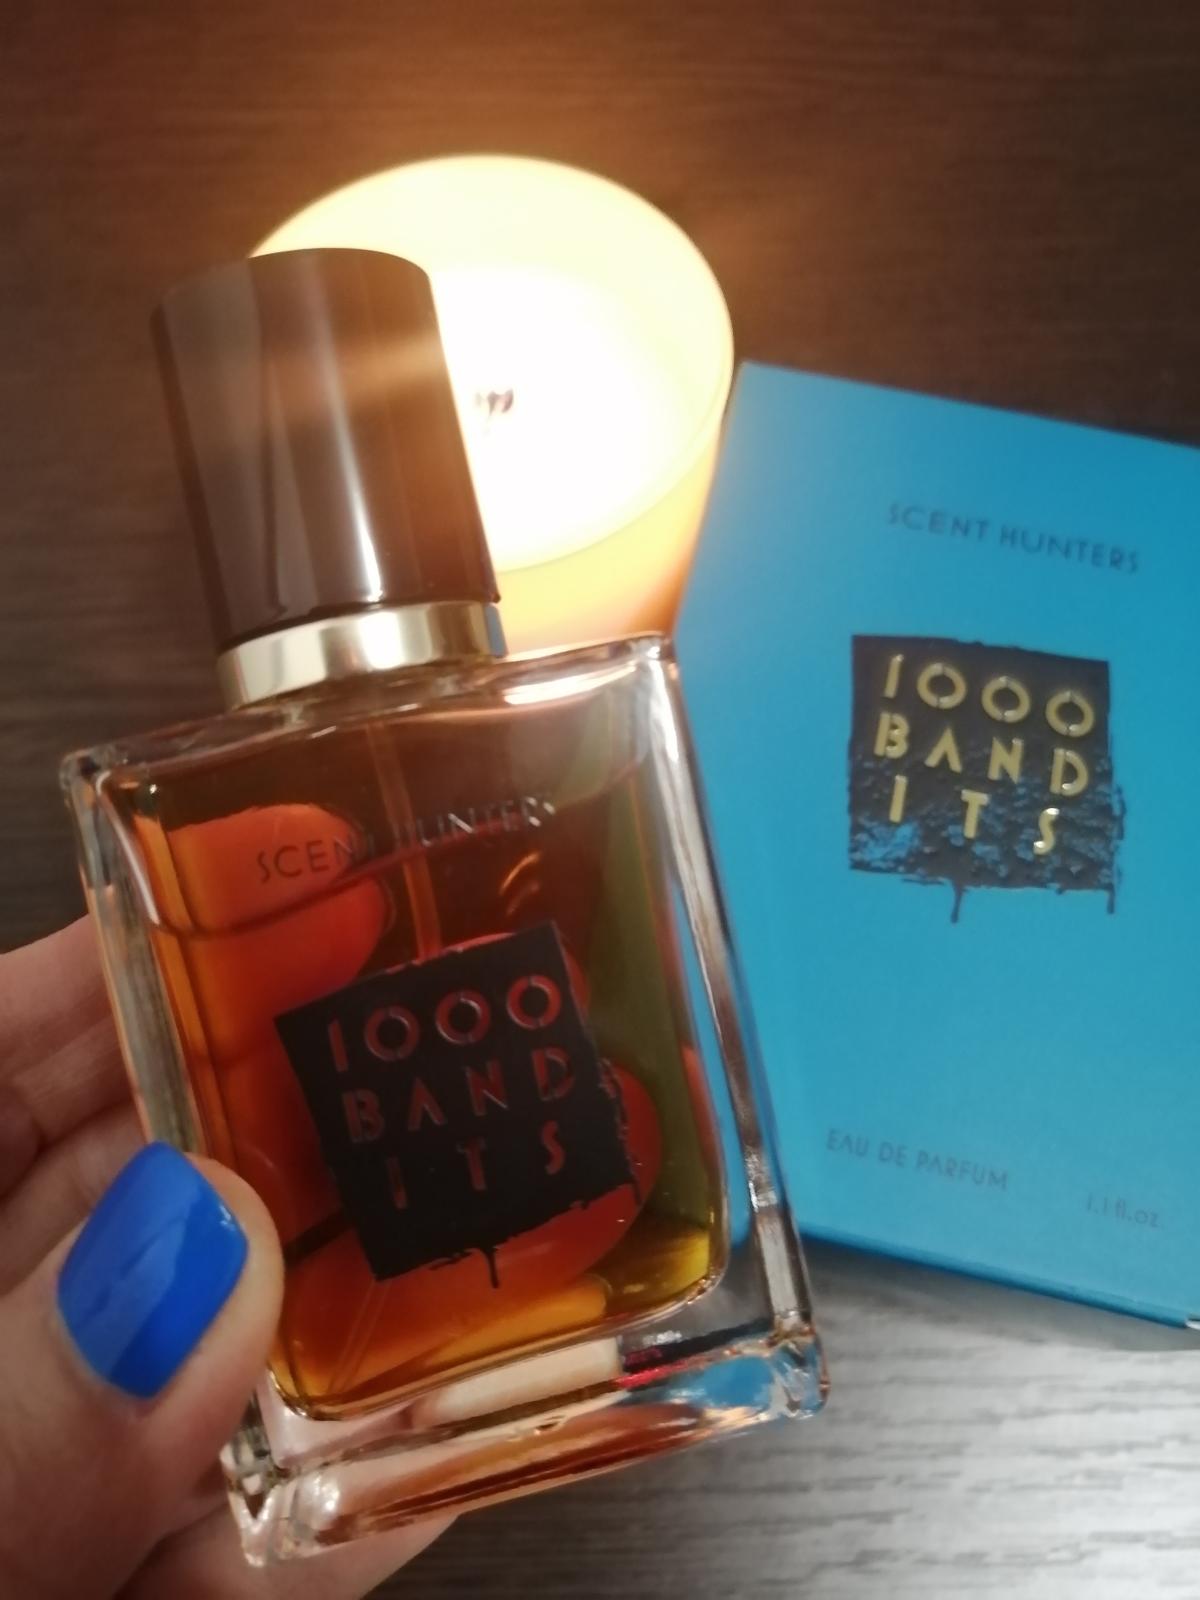 SCENT HUNTERS
1000
BAND
ITS
SCENT HUNTERS
1000
BAND
ITS
EAU DE PARFUM
1.1 fl.oz.